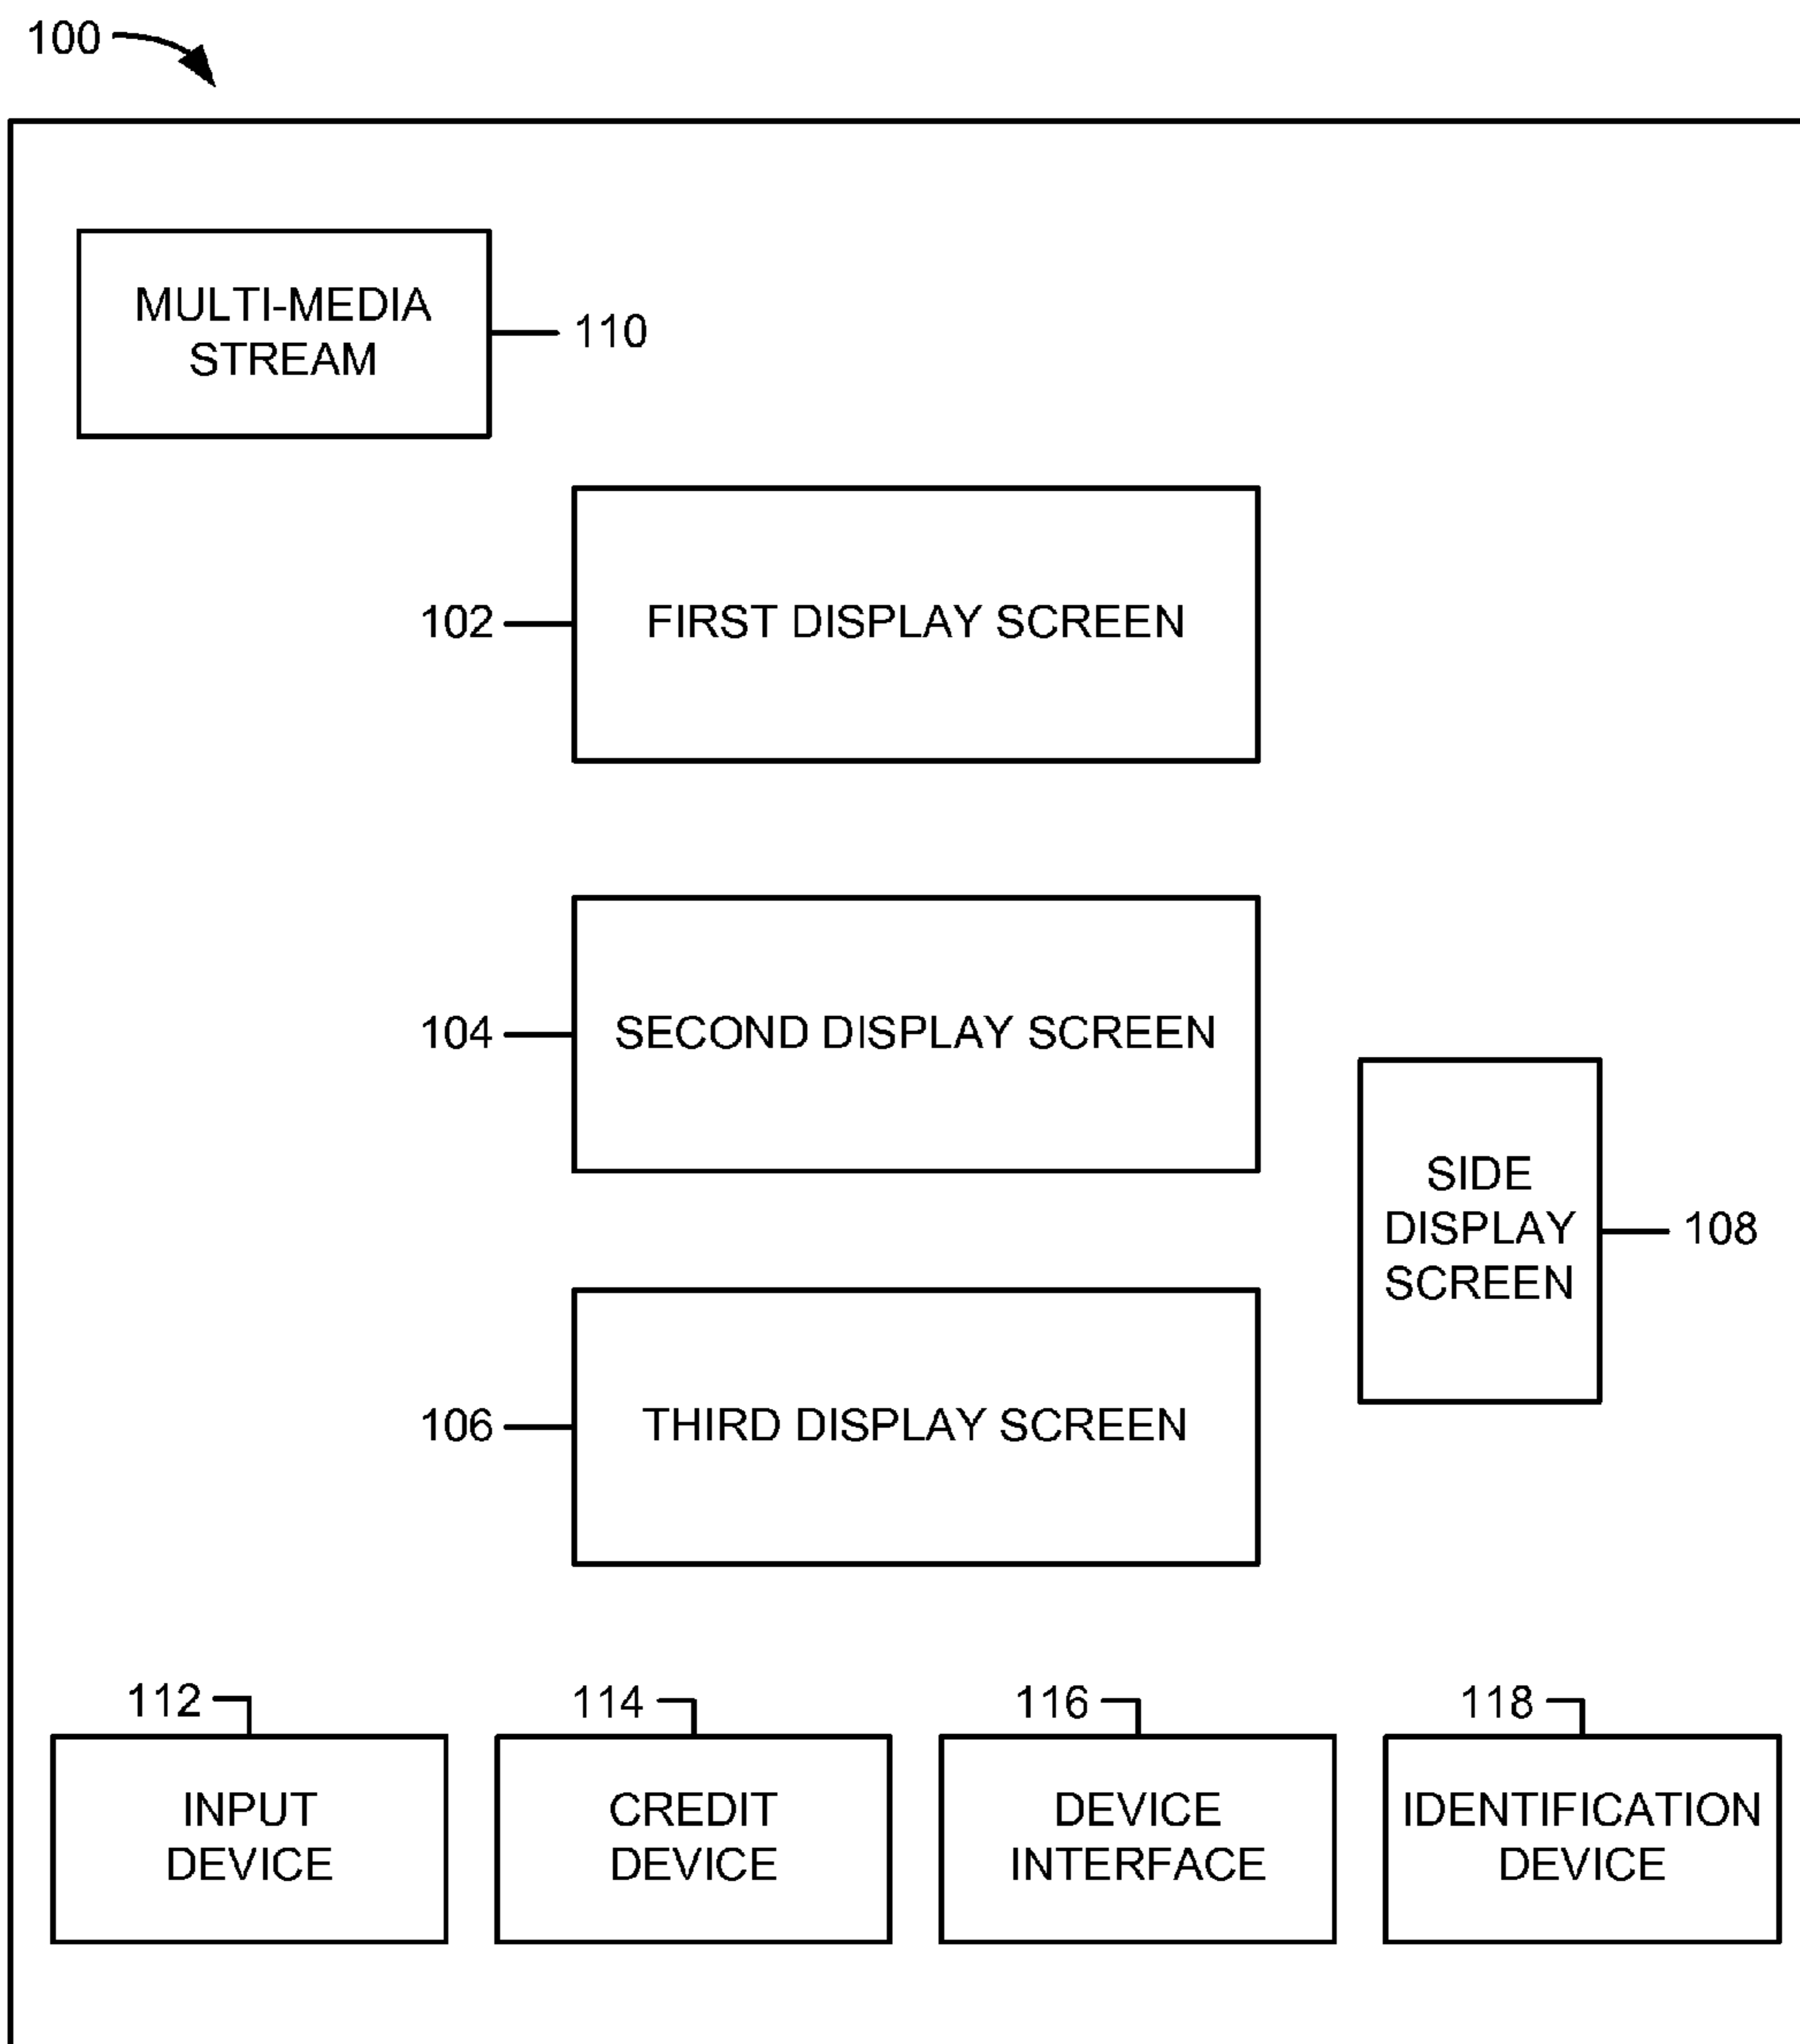 100
MULTI-MEDIA
STREAM
110
102
FIRST DISPLAY SCREEN
104
SECOND DISPLAY SCREEN
SIDE
DISPLAY
SCREEN
108
106
THIRD DISPLAY SCREEN
112
INPUT
DEVICE
114
CREDIT
DEVICE
116
DEVICE
INTERFACE
118
IDENTIFICATION
DEVICE